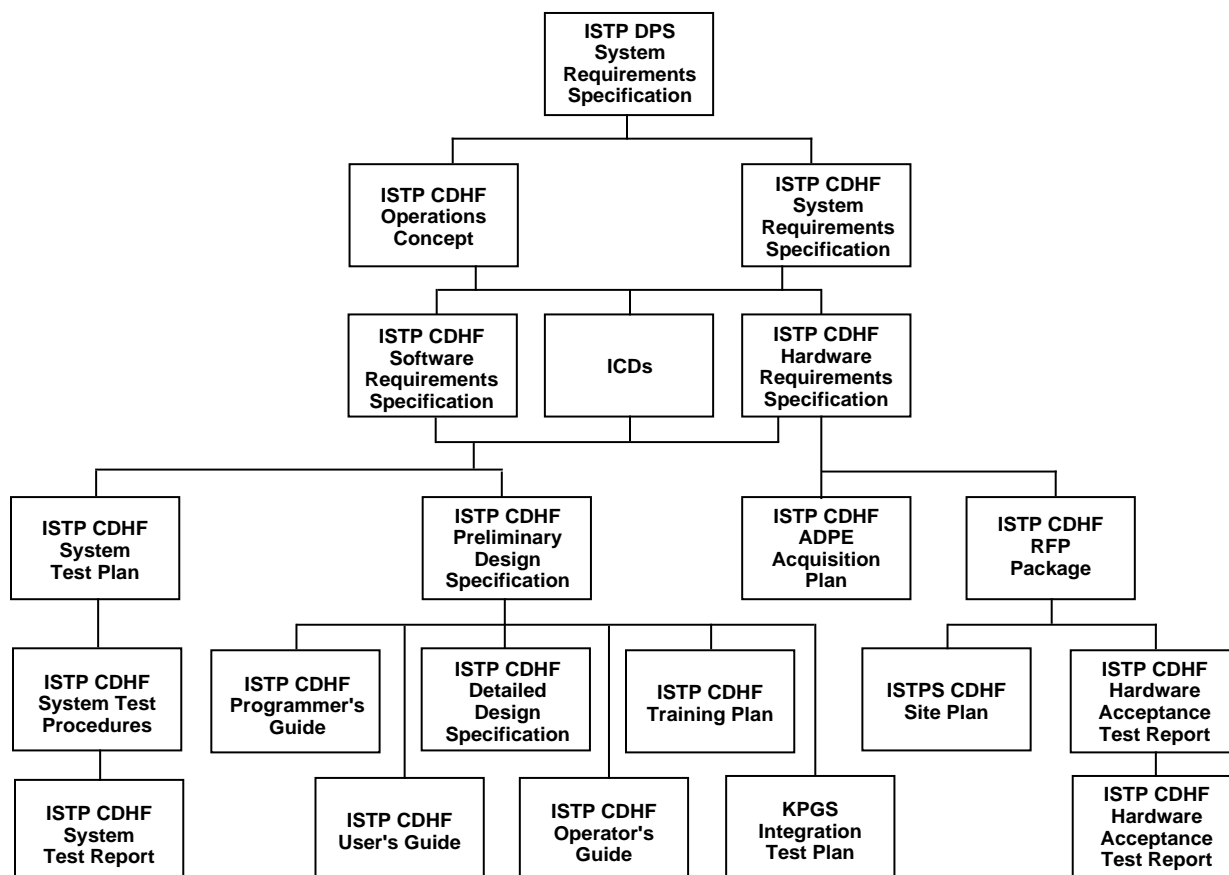 ISTP DPS
System
Requirements
Specification
ISTP CDHF
Operations
Concept
ISTP CDHF
System
Requirements
Specification
ISTP CDHF
Software
Requirements
Specification
ICDs
ISTP CDHF
Hardware
Requirements
Specification
ISTP CDHF
System
Test Plan
ISTP CDHF
Preliminary
Design
Specification
ISTP CDHF
ADPE
Acquisition
Plan
ISTP CDHF
RFP
Package
ISTP CDHF
System Test
Procedures
ISTP CDHF
Programmer's
Guide
ISTP CDHF
Detailed
Design
Specification
ISTP CDHF
Training Plan
ISTPS CDHF
Site Plan
ISTP CDHF
Hardware
Acceptance
Test Report
ISTP CDHF
System
Test Report
ISTP CDHF
User's Guide
ISTP CDHF
Operator's
Guide
KPGS
Integration
Test Plan
ISTP CDHF
Hardware
Acceptance
Test Report